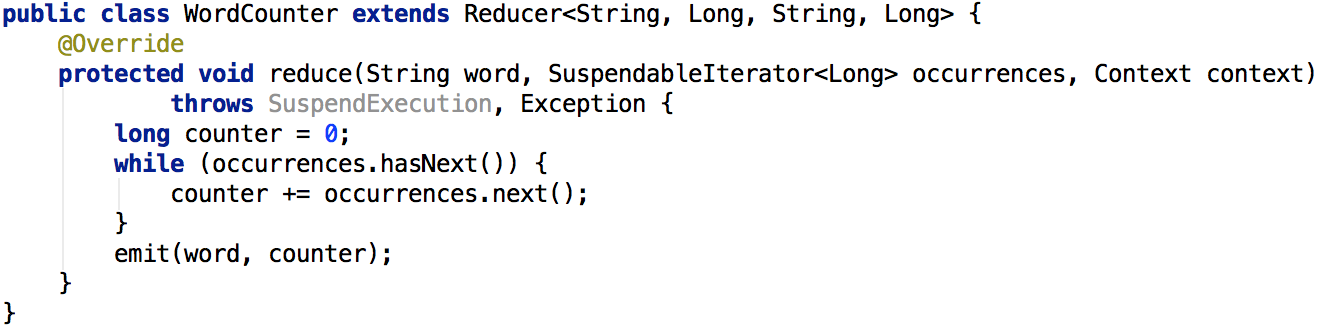 public class WordCounter extends Reducer<String, Long, String, Long> {
    @Override
    protected void reduce(String word, SuspendableIterator<Long> occurrences, Context context)
            throws SuspendExecution, Exception {
        long counter = 0;
        while (occurrences.hasNext()) {
            counter += occurrences.next();
        }
        emit(word, counter);
    }
}